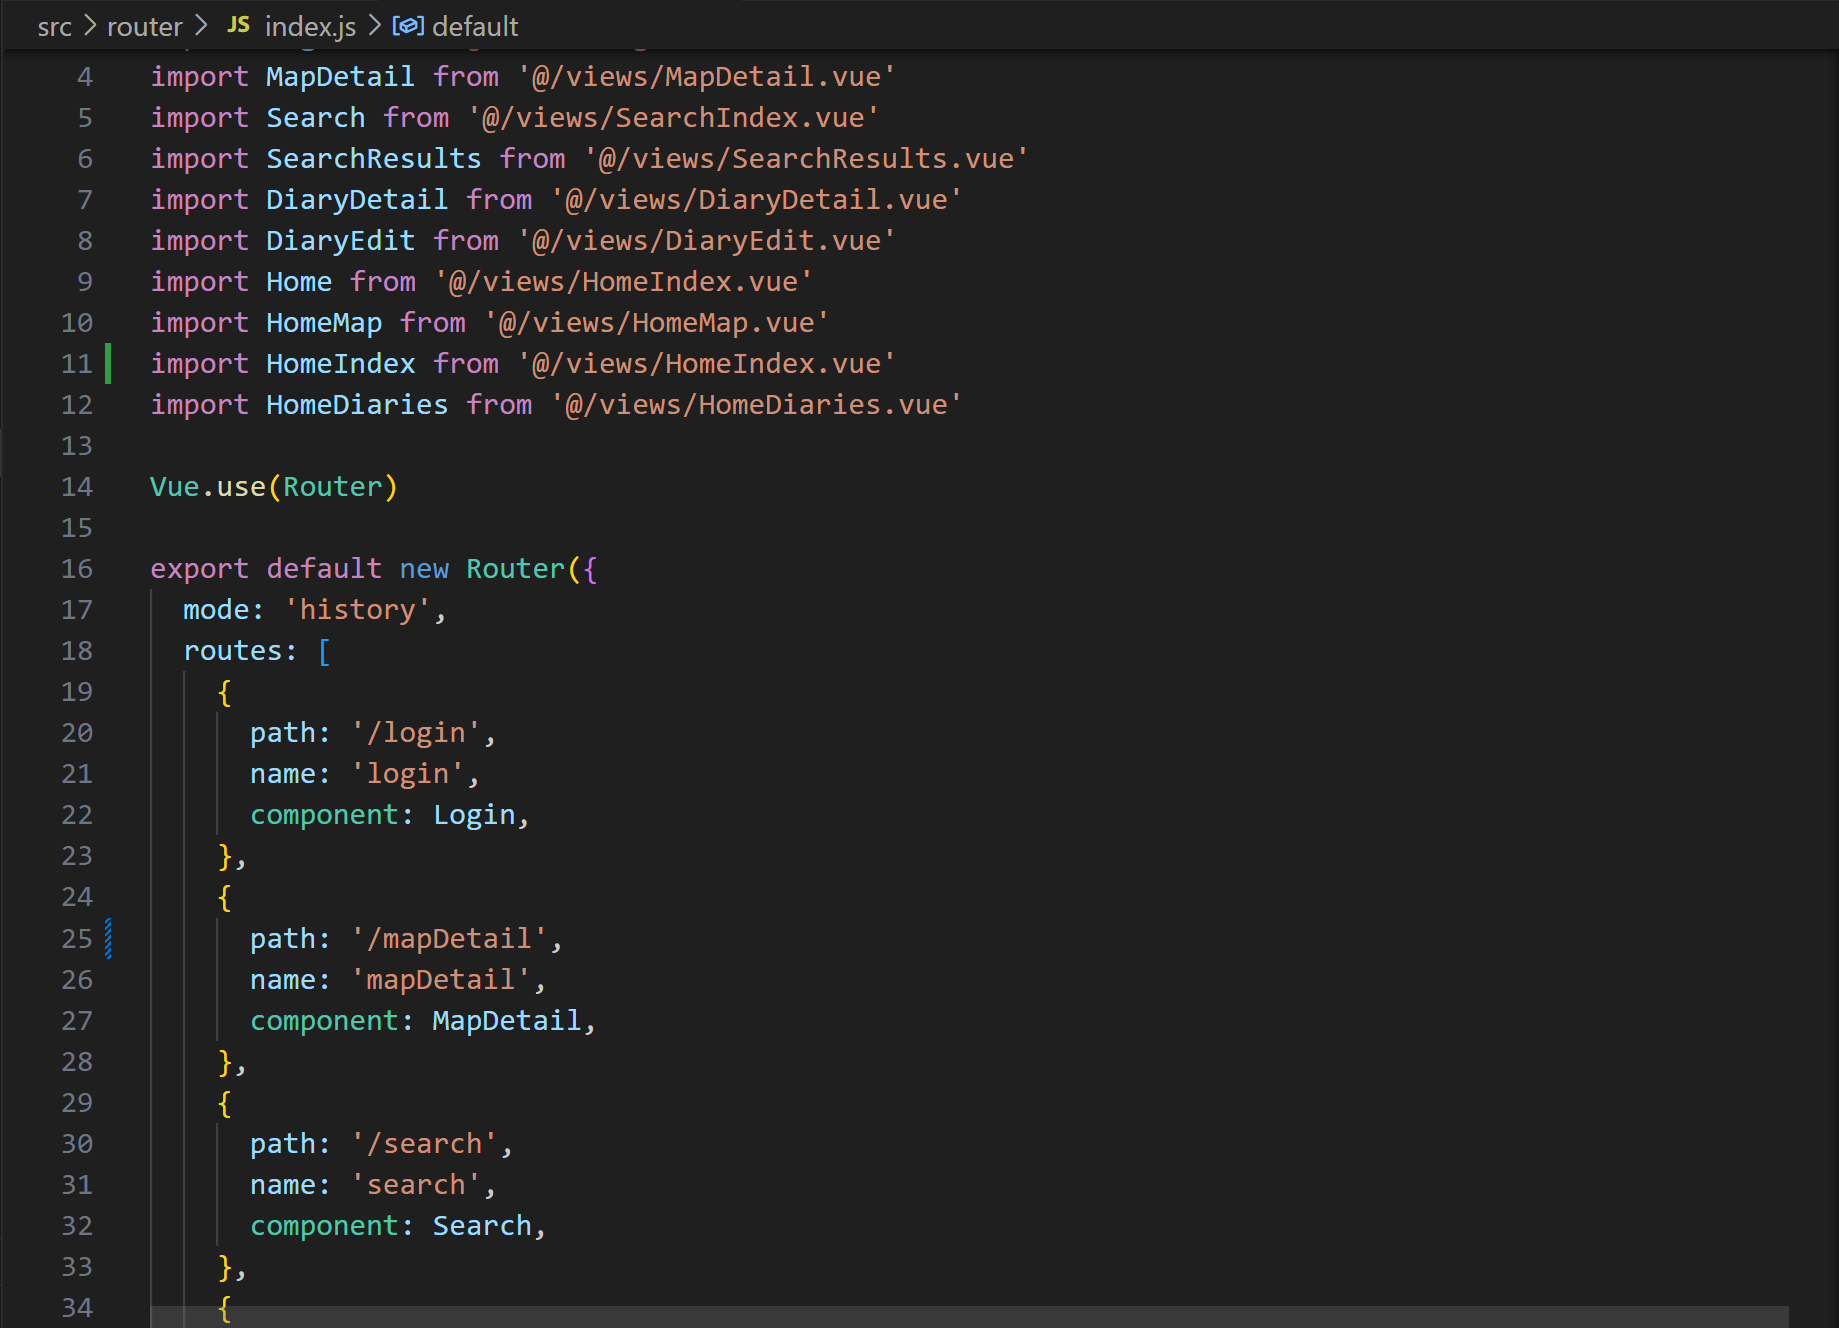 src > router > JS index.js > default
4 import MapDetail from '@/views/MapDetail.vue'
5 import Search from '@/views/SearchIndex.vue'
6 import SearchResults from '@/views/SearchResults.vue'
7 import DiaryDetail from '@/views/DiaryDetail.vue'
8 import DiaryEdit from '@/views/DiaryEdit.vue'
9 import Home from '@/views/HomeIndex.vue'
10 import HomeMap from '@/views/HomeMap.vue'
11 import HomeIndex from '@/views/HomeIndex.vue'
12 import HomeDiaries from '@/views/HomeDiaries.vue'
13
14 Vue.use(Router)
15
16 export default new Router({
17   mode: 'history',
18   routes: [
19     {
20       path: '/login',
21       name: 'login',
22       component: Login,
23     },
24     {
25       path: '/mapDetail',
26       name: 'mapDetail',
27       component: MapDetail,
28     },
29     {
30       path: '/search',
31       name: 'search',
32       component: Search,
33     },
34     {